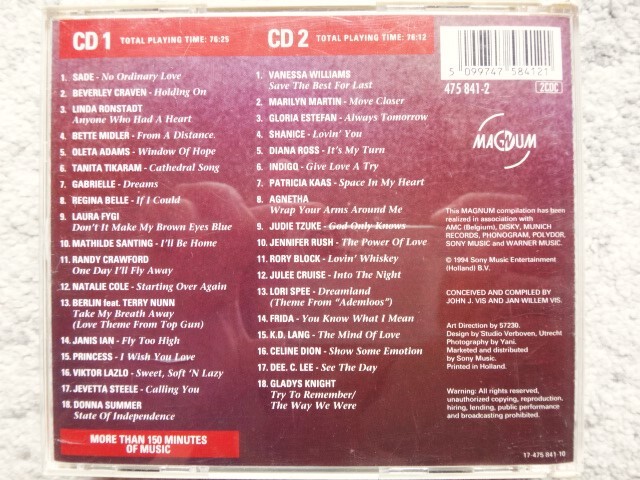 CD 1 TOTAL PLAYING TIME: 76:25
1. SADE - No Ordinary Love
2. BEVERLEY CRAVEN - Holding On
3. LINDA RONSTADT
Anyone Who Had A Heart
4. BETTE MIDLER - From A Distance
5. OLETA ADAMS - Window Of Hope
6. TANITA TIKARAM - Cathedral Song
7. GABRIELLE - Dreams
8. REGINA BELLE - If I Could
9. LAURA FYGI
Don't It Make My Brown Eyes Blue
10. MATHILDE SANTING - I'll Be Home
11. RANDY CRAWFORD
One Day I'll Fly Away
12. NATALIE COLE - Starting Over Again
13. BERLIN feat. TERRY NUNN
Take My Breath Away
(Love Theme From Top Gun)
14. JANIS IAN - Fly Too High
15. PRINCESS - I Wish You Love
16. VIKTOR LAZLO - Sweet, Soft 'N Lazy
17. JEVETTA STEELE - Calling You
18. DONNA SUMMER
State Of Independence
MORE THAN 150 MINUTES
OF MUSIC
CD 2 TOTAL PLAYING TIME: 76:12
1. VANESSA WILLIAMS
Save The Best For Last
2. MARILYN MARTIN - Move Closer
3. GLORIA ESTEFAN - Always Tomorrow
4. SHANICE - Lovin' You
5. DIANA ROSS - It's My Turn
6. INDIGO - Give Love A Try
7. PATRICIA KAAS - Space In My Heart
8. AGNETHA
Wrap Your Arms Around Me
9. JUDIE TZUKE - God Only Knows
10. JENNIFER RUSH - The Power Of Love
11. RORY BLOCK - Lovin' Whiskey
12. JULEE CRUISE - Into The Night
13. LORI SPEE - Dreamland
(Theme From "Ademloos")
14. FRIDA - You Know What I Mean
15. K.D. LANG - The Mind Of Love
16. CELINE DION - Show Some Emotion
17. DEE. C. LEE - See The Day
18. GLADYS KNIGHT
Try To Remember/
The Way We Were
5 099747 584121
475 841-2 2CDC
MAGNUM
This MAGNUM compilation has been
realized in association with
AMC (Belgium), DISKY, MUNICH
RECORDS, PHONOGRAM, POLYDOR,
SONY MUSIC and WARNER MUSIC.
© 1994 Sony Music Entertainment
(Holland) B.V.
CONCEIVED AND COMPILED BY
JOHN J. VIS AND JAN WILLEM VIS.
Art Direction by 57230.
Design by Studio Verboven, Utrecht
Photography by Yani.
Marketed and distributed
by Sony Music.
Printed in Holland.
Warning: All rights reserved,
unauthorized copying, reproduction,
hiring, lending, public performance
and broadcasting prohibited.
17-475 841-10